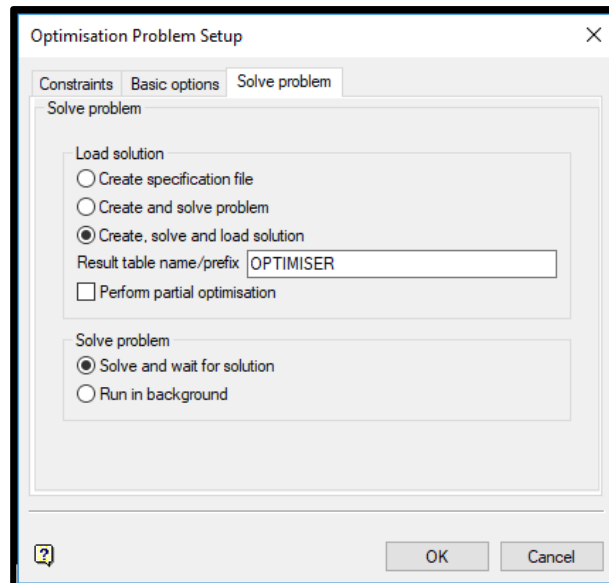 Optimisation Problem Setup
Constraints Basic options Solve problem
Solve problem
Load solution
Create specification file
Create and solve problem
Create, solve and load solution
Result table name/prefix OPTIMISER
Perform partial optimisation
Solve problem
Solve and wait for solution
Run in background
? OK Cancel